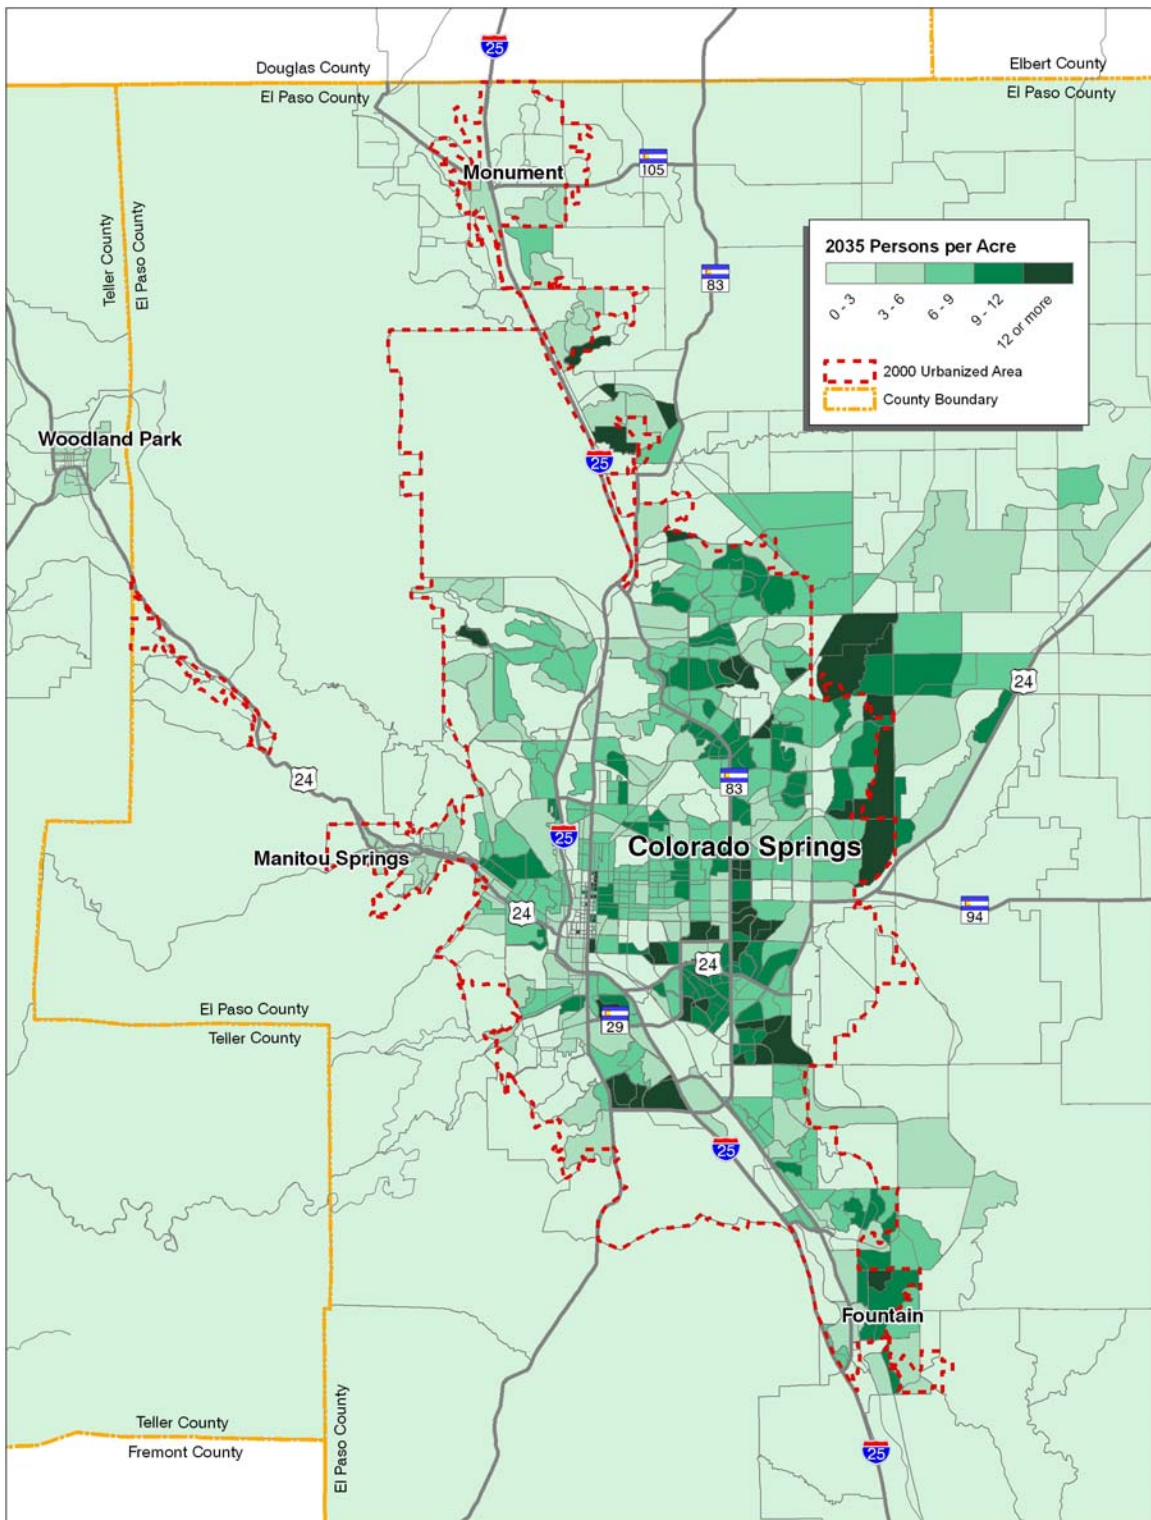 25
Douglas County
Elbert County
El Paso County
El Paso County
Monument
105
Teller County
El Paso County
83
2035 Persons per Acre
0 - 3
3 - 6
6 - 9
9 - 12
12 or more
2000 Urbanized Area
County Boundary
Woodland Park
25
24
24
83
25
Colorado Springs
Manitou Springs
24
94
24
El Paso County
29
Teller County
25
Fountain
Teller County
El Paso County
Fremont County
25